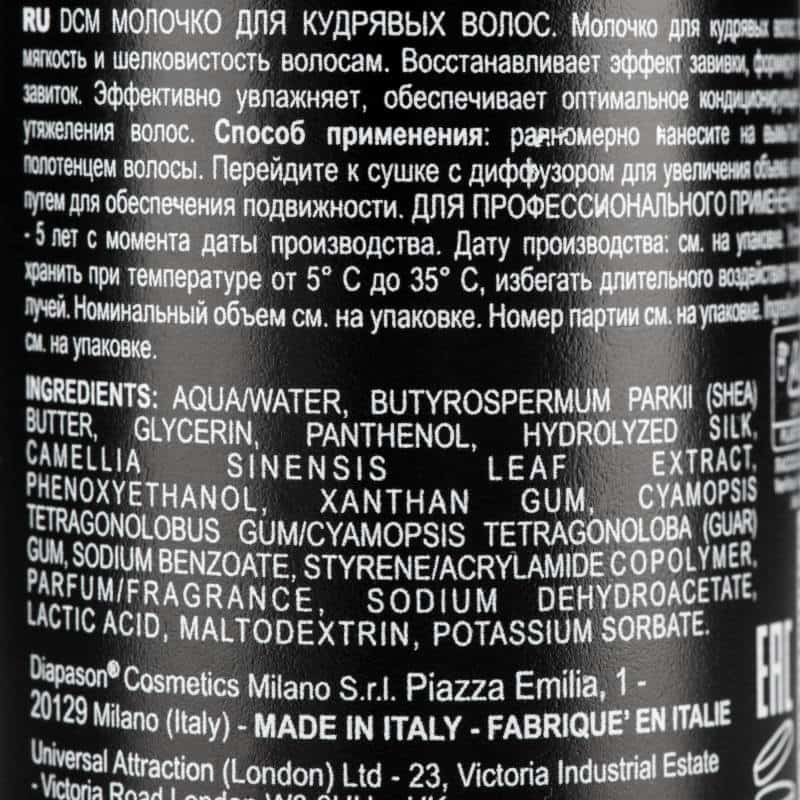 RU DCM МОЛОЧКО ДЛЯ КУДРЯВЫХ ВОЛОС. Молочко для кудрявых волос
мягкость и шелковистость волосам. Восстанавливает эффект завивки,
завиток. Эффективно увлажняет, обеспечивает оптимальное
утяжеления волос. Способ применения: равномерно нанесите на
полотенцем волосы. Перейдите к сушке с диффузором для увеличения объема
путем для обеспечения подвижности. ДЛЯ ПРОФЕССИОНАЛЬНОГО
- 5 лет с момента даты производства. Дату производства: см. на упаковке.
хранить при температуре от 5° C до 35° C, избегать длительного
лучей. Номинальный объем см. на упаковке. Номер партии см. на упаковке.
см. на упаковке.
INGREDIENTS: AQUA/WATER, BUTYROSPERMUM PARKII (SHEA)
BUTTER, GLYCERIN, PANTHENOL, HYDROLYZED SILK,
CAMELLIA SINENSIS LEAF EXTRACT,
PHENOXYETHANOL, XANTHAN GUM, CYAMOPSIS
TETRAGONOLOBUS GUM/CYAMOPSIS TETRAGONOLOBA (GUAR)
GUM, SODIUM BENZOATE, STYRENE/ACRYLAMIDE COPOLYMER,
PARFUM/FRAGRANCE, SODIUM DEHYDROACETATE,
LACTIC ACID, MALTODEXTRIN, POTASSIUM SORBATE.
Diapason® Cosmetics Milano S.r.l. Piazza Emilia, 1 -
20129 Milano (Italy) - MADE IN ITALY - FABRIQUE' EN ITALIE
Universal Attraction (London) Ltd - 23, Victoria Industrial Estate
- Victoria Road London
EAC